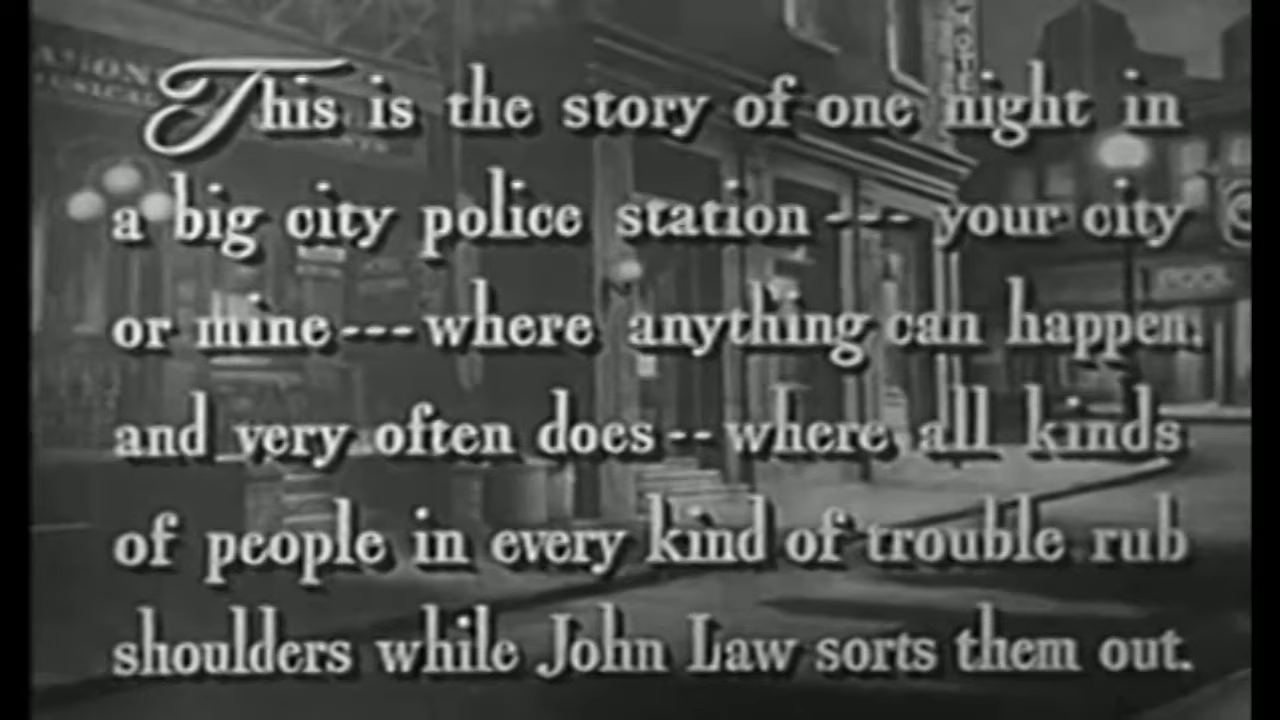 This is the story of one night in
a big city police station --- your city
or mine --- where anything can happen,
and very often does -- where all kinds
of people in every kind of trouble rub
shoulders while John Law sorts them out.
POOL